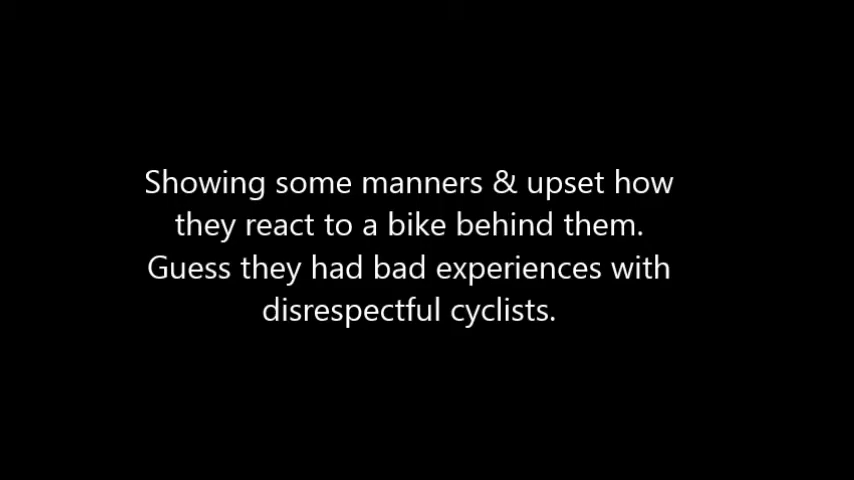 Showing some manners & upset how
they react to a bike behind them.
Guess they had bad experiences with
disrespectful cyclists.